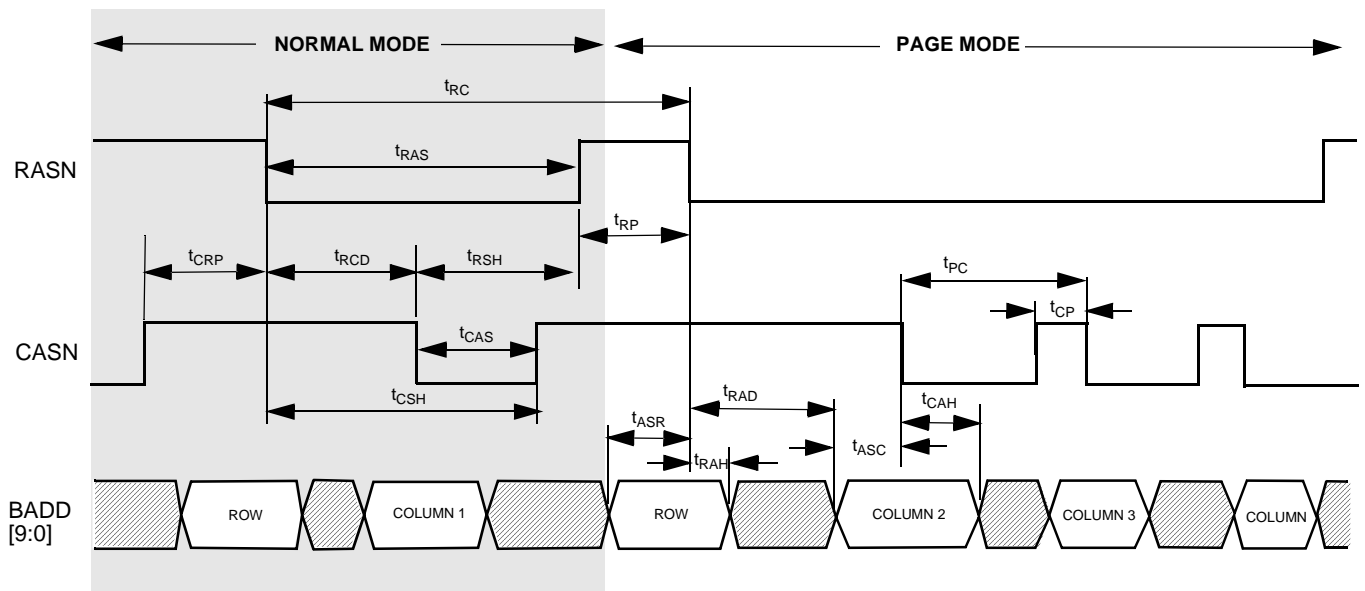 NORMAL MODE PAGE MODE
tRC
RASN
tRAS
tRP
tCRP tRCD tRSH
tPC
tCP
CASN
tCAS
tCSH
tRAD
tCAH
tASR
tASC
tRAH
BADD
[9:0]
ROW COLUMN 1 ROW COLUMN 2 COLUMN 3 COLUMN